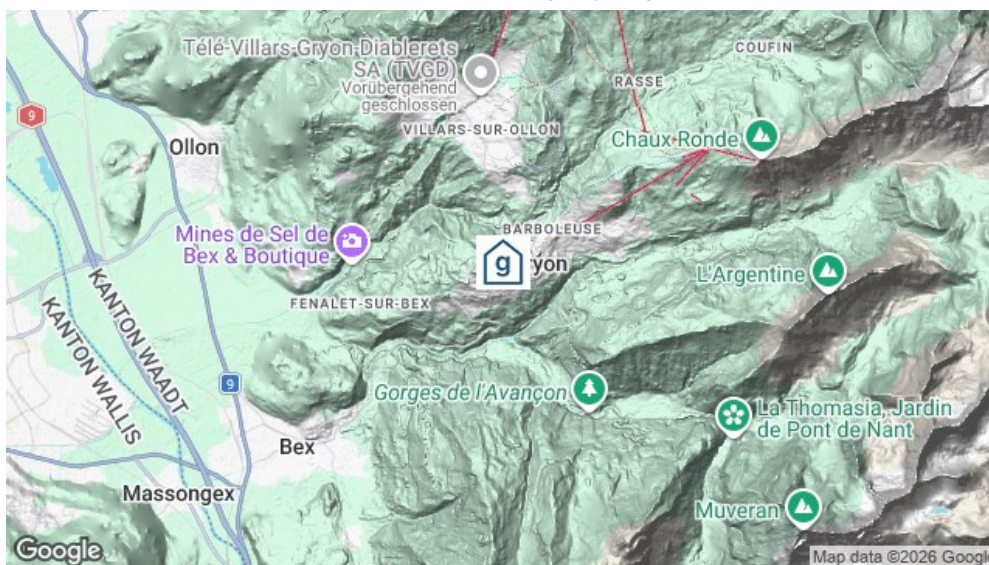 Télé-Villars-Gryon-Diablerets
SA (TVGD)
Vorübergehend
geschlossen
COUFIN
RASSE
9
VILLARS-SUR-OLLON
Chaux Ronde
Ollon
BARBOLEUSE
Mines de Sel de
Bex & Boutique
g
yon
L'Argentine
FENALET-SUR-BEX
KANTON WAADT
KANTON WALLIS
9
Gorges de l'Avançon
La Thomasia, Jardin
de Pont de Nant
Bex
Massongex
Muveran
Google
Map data ©2026 Google